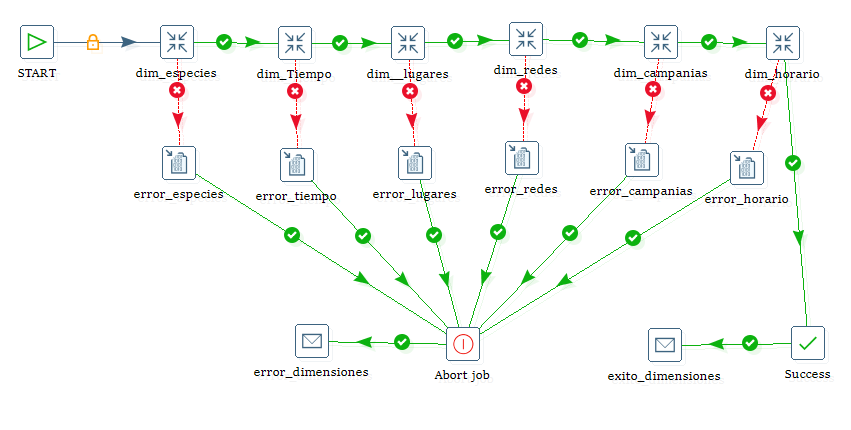 START
dim_especies
dim_Tiempo
dim__lugares
dim_redes
dim_campanias
dim_horario
error_especies
error_tiempo
error_lugares
error_redes
error_campanias
error_horario
error_dimensiones
Abort job
exito_dimensiones
Success